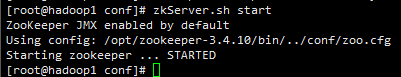 [root@hadoop1 conf]# zkServer.sh start
ZooKeeper JMX enabled by default
Using config: /opt/zookeeper-3.4.10/bin/../conf/zoo.cfg
Starting zookeeper ... STARTED
[root@hadoop1 conf]#